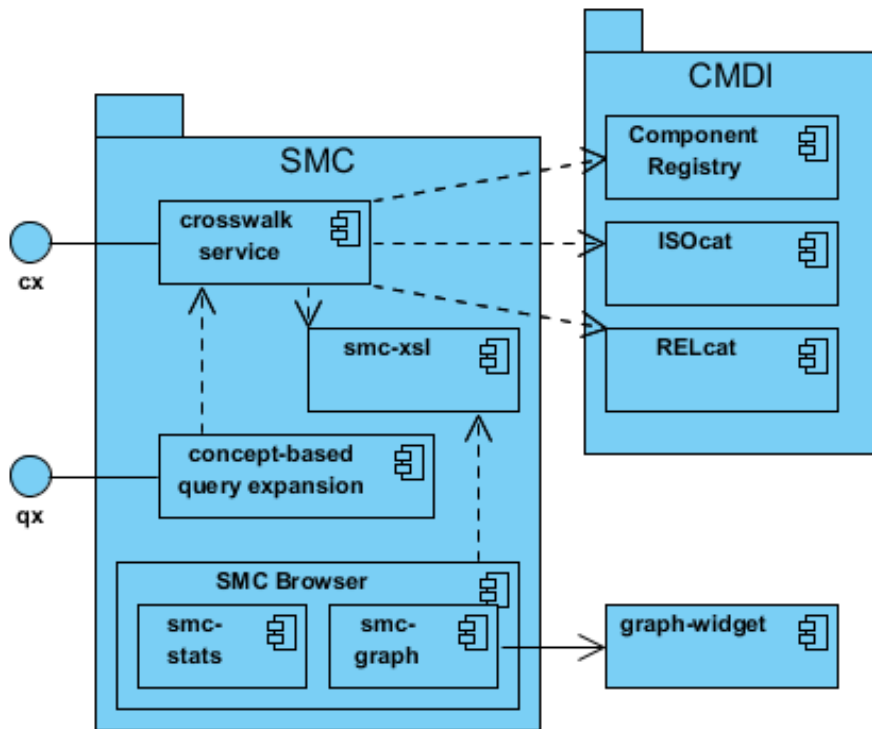 CMDI
Component
Registry
ISOcat
RELcat
SMC
crosswalk
service
cx
smc-xsl
concept-based
query expansion
qx
SMC Browser
smc-
stats
smc-
graph
graph-widget